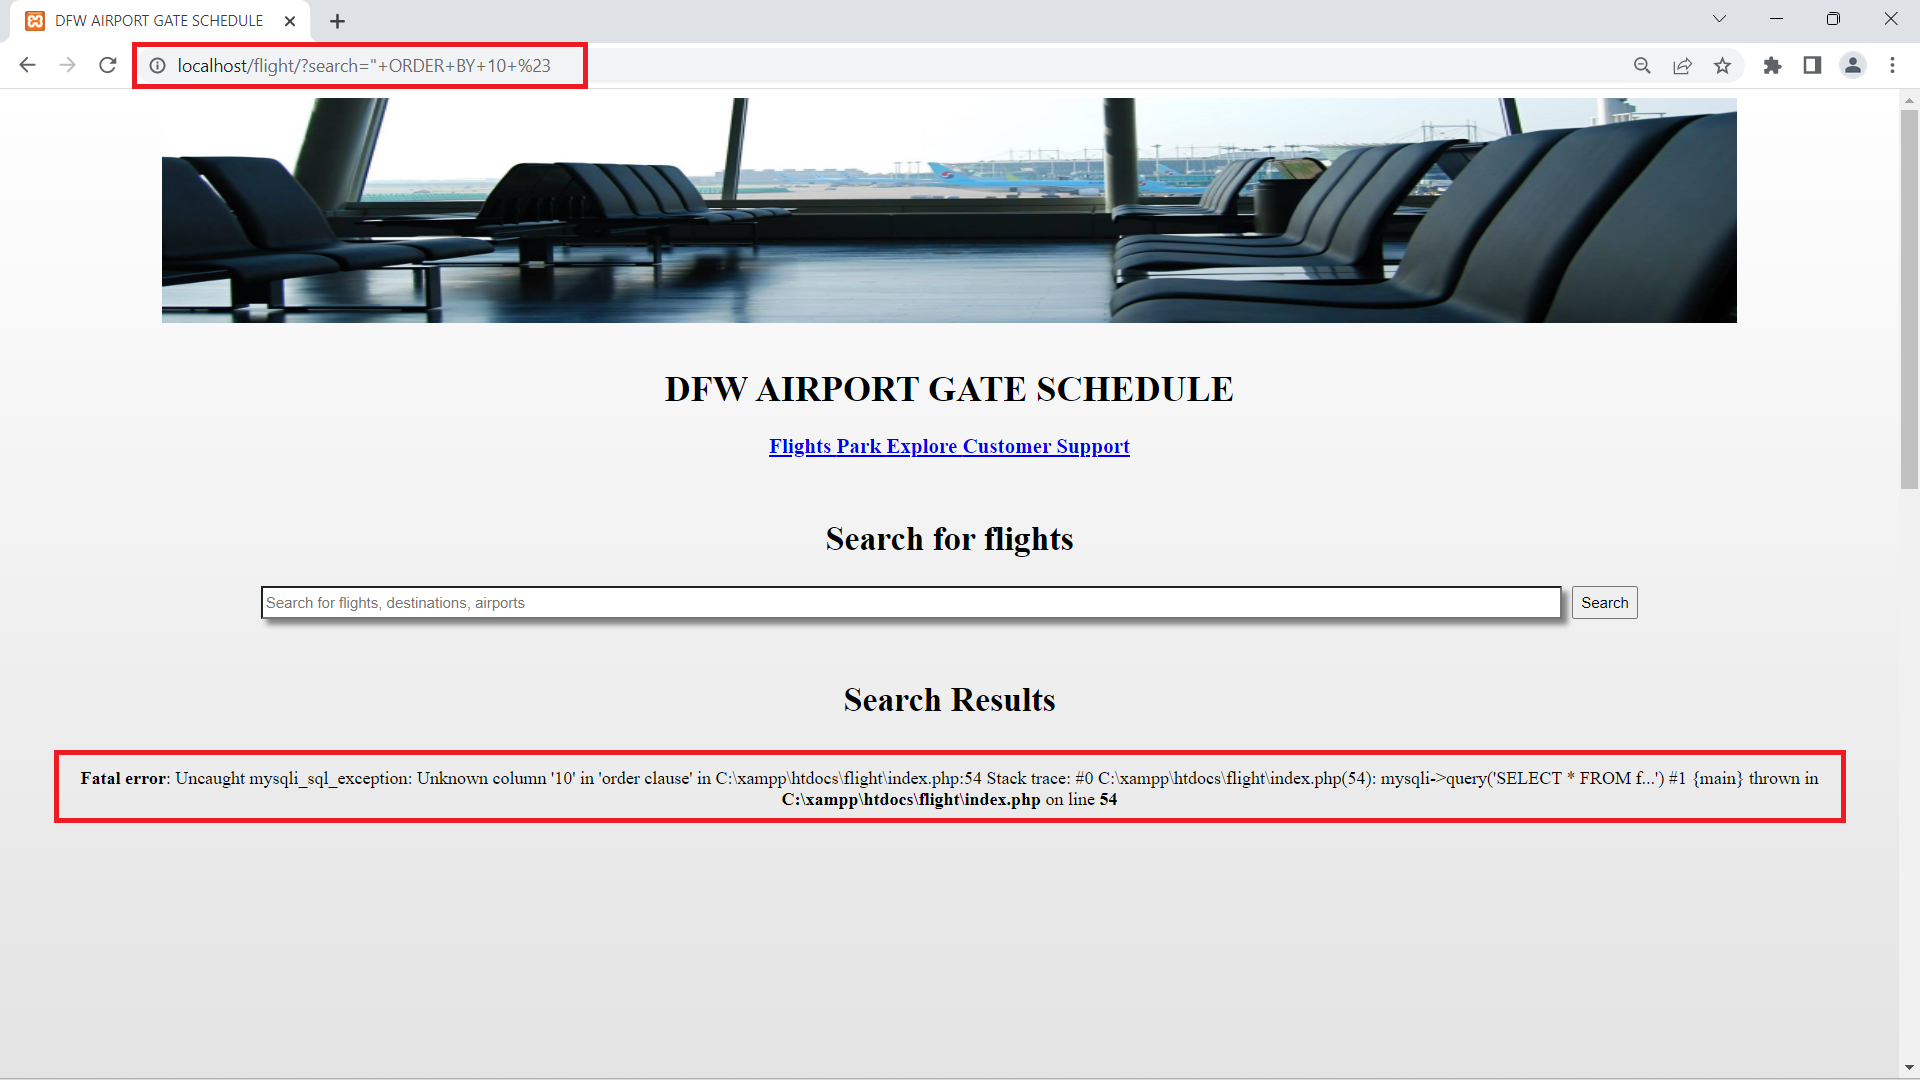 DFW AIRPORT GATE SCHEDULE
localhost/flight/?search="+ORDER+BY+10+%23
DFW AIRPORT GATE SCHEDULE
Flights Park Explore Customer Support
Search for flights
Search for flights, destinations, airports
Search
Search Results
Fatal error: Uncaught mysqli_sql_exception: Unknown column '10' in 'order clause' in C:\xampp\htdocs\flight\index.php:54 Stack trace: #0 C:\xampp\htdocs\flight\index.php(54): mysqli->query('SELECT * FROM f...') #1 {main} thrown in
C:\xampp\htdocs\flight\index.php on line 54